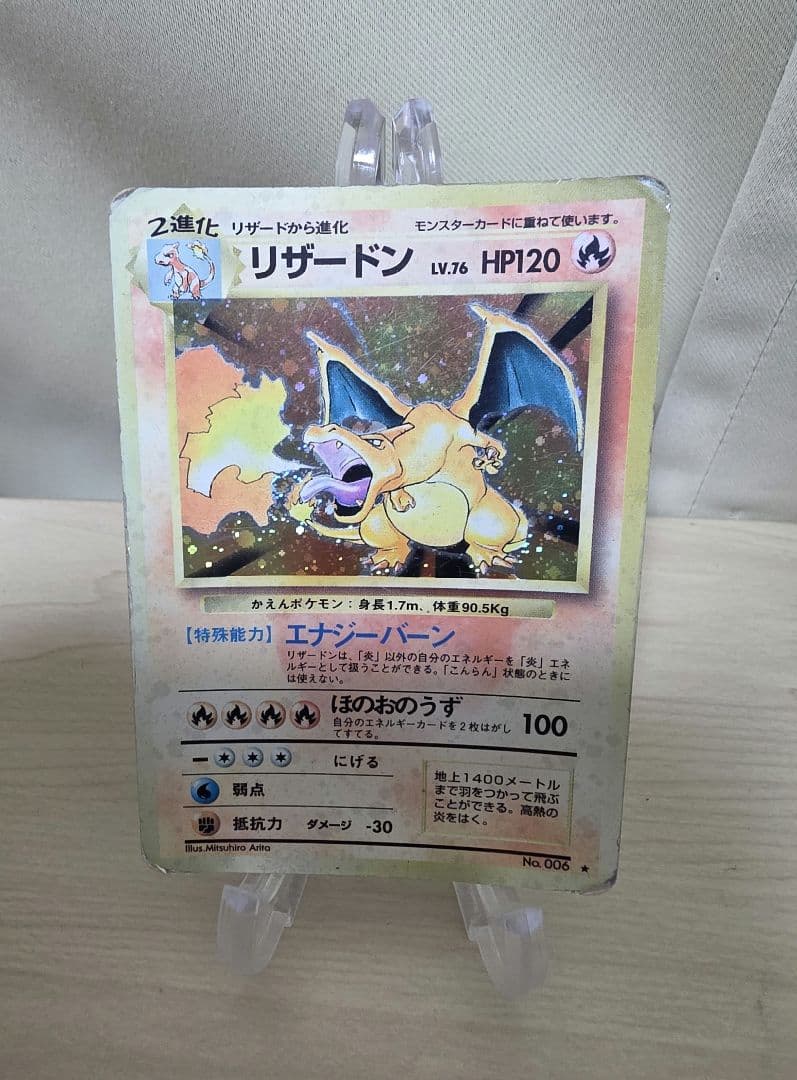 2進化 リザードから進化 モンスターカードに重ねて使います。
リザードン LV.76 HP120
かえんポケモン：身長1.7m、体重90.5Kg
【特殊能力】エナジーバーン
リザードンは、「炎」以外の自分のエネルギーを「炎」エネ
ルギーとして扱うことができる。「こんらん」状態のときに
は使えない。
ほのおのうず 100
自分のエネルギーカードを2枚はがし
てすてる。
にげる
弱点
抵抗力 ダメージ -30
地上1400メートル
まで羽をつかって飛ぶ
ことができる。高熱の
炎をはく。
Illus.Mitsuhiro Arita
No.006 ★